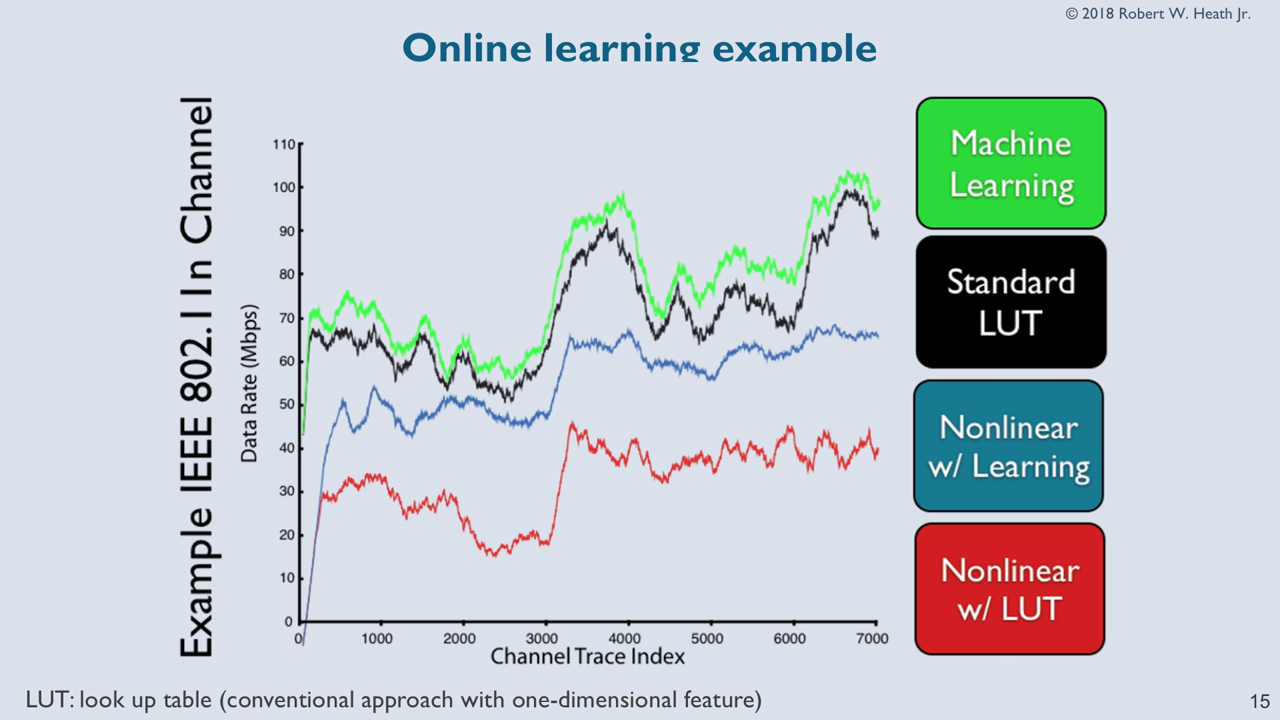 © 2018 Robert W. Heath Jr.
Online learning example
Example IEEE 802.11n Channel
Data Rate (Mbps)
110
100
90
80
70
60
50
40
30
20
10
0
0 1000 2000 3000 4000 5000 6000 7000
Channel Trace Index
Machine
Learning
Standard
LUT
Nonlinear
w/ Learning
Nonlinear
w/ LUT
LUT: look up table (conventional approach with one-dimensional feature)
15